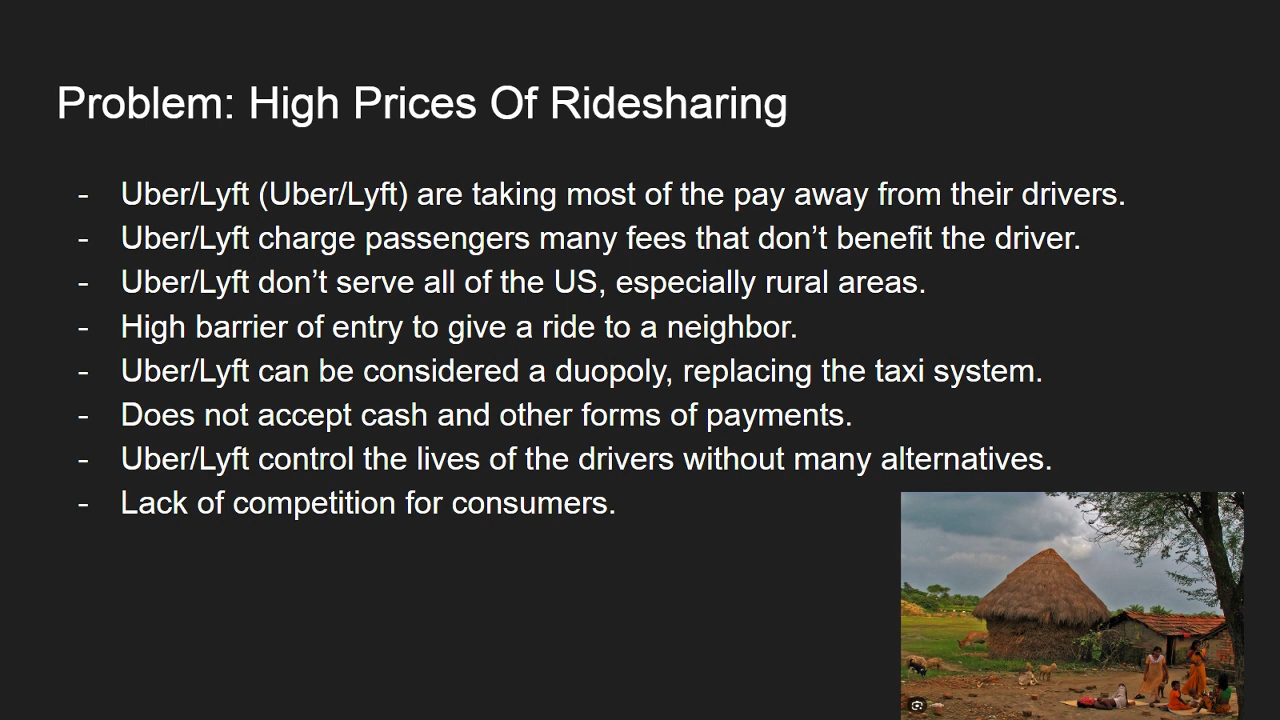 Problem: High Prices Of Ridesharing
- Uber/Lyft (Uber/Lyft) are taking most of the pay away from their drivers.
- Uber/Lyft charge passengers many fees that don’t benefit the driver.
- Uber/Lyft don’t serve all of the US, especially rural areas.
- High barrier of entry to give a ride to a neighbor.
- Uber/Lyft can be considered a duopoly, replacing the taxi system.
- Does not accept cash and other forms of payments.
- Uber/Lyft control the lives of the drivers without many alternatives.
- Lack of competition for consumers.